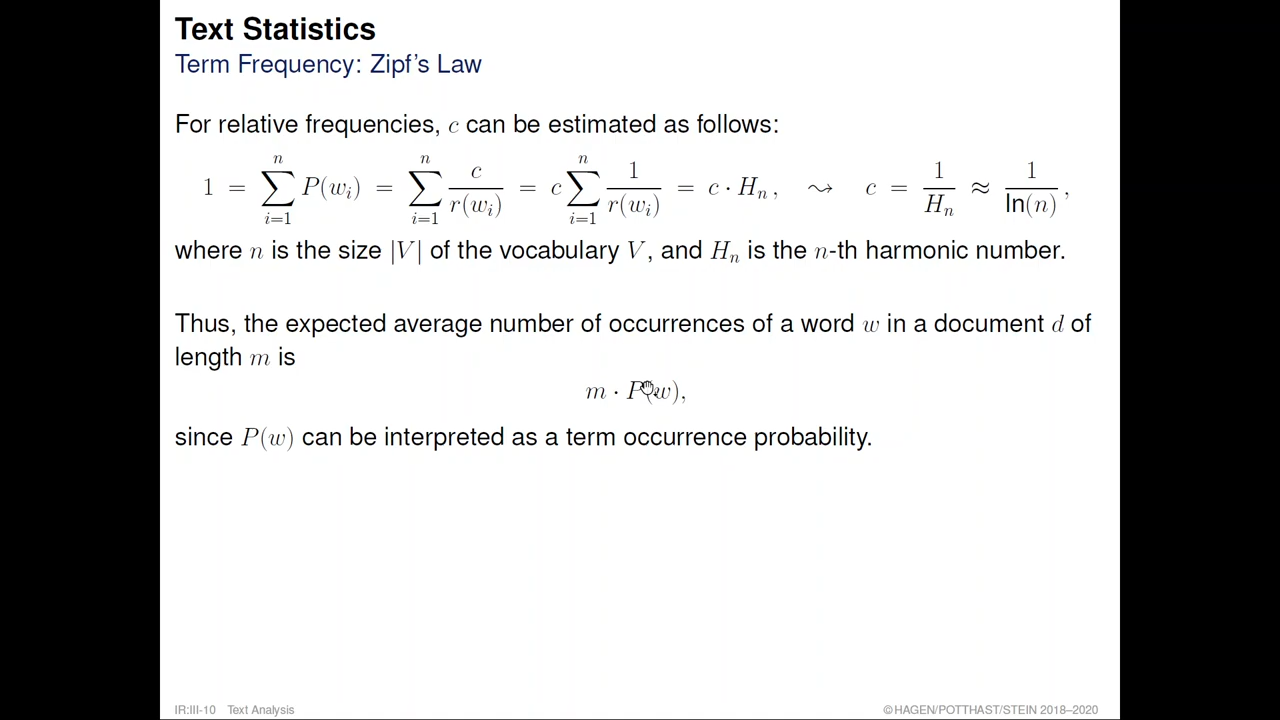 Text Statistics
Term Frequency: Zipf's Law
For relative frequencies, c can be estimated as follows:
1 = ∑_{i=1}^{n} P(w_i) = ∑_{i=1}^{n} c/r(w_i) = c ∑_{i=1}^{n} 1/r(w_i) = c · H_n, ⇝ c = 1/H_n ≈ 1/ln(n),
where n is the size |V| of the vocabulary V, and H_n is the n-th harmonic number.
Thus, the expected average number of occurrences of a word w in a document d of
length m is
m · P(w),
since P(w) can be interpreted as a term occurrence probability.
IR:III-10 Text Analysis
©HAGEN/POTTHAST/STEIN 2018–2020